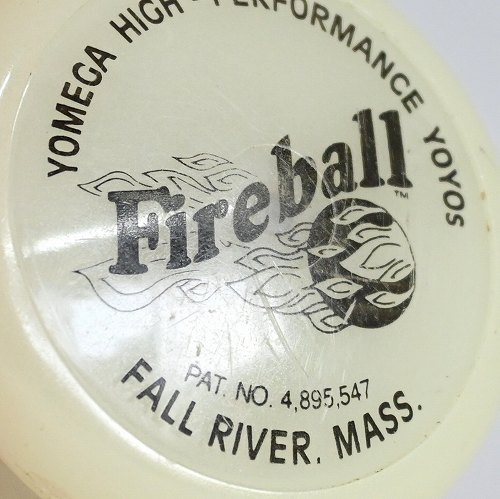 YOMEGA HIGH-PERFORMANCE YOYOS
Fireball™
PAT. NO. 4,895,547
FALL RIVER, MASS.